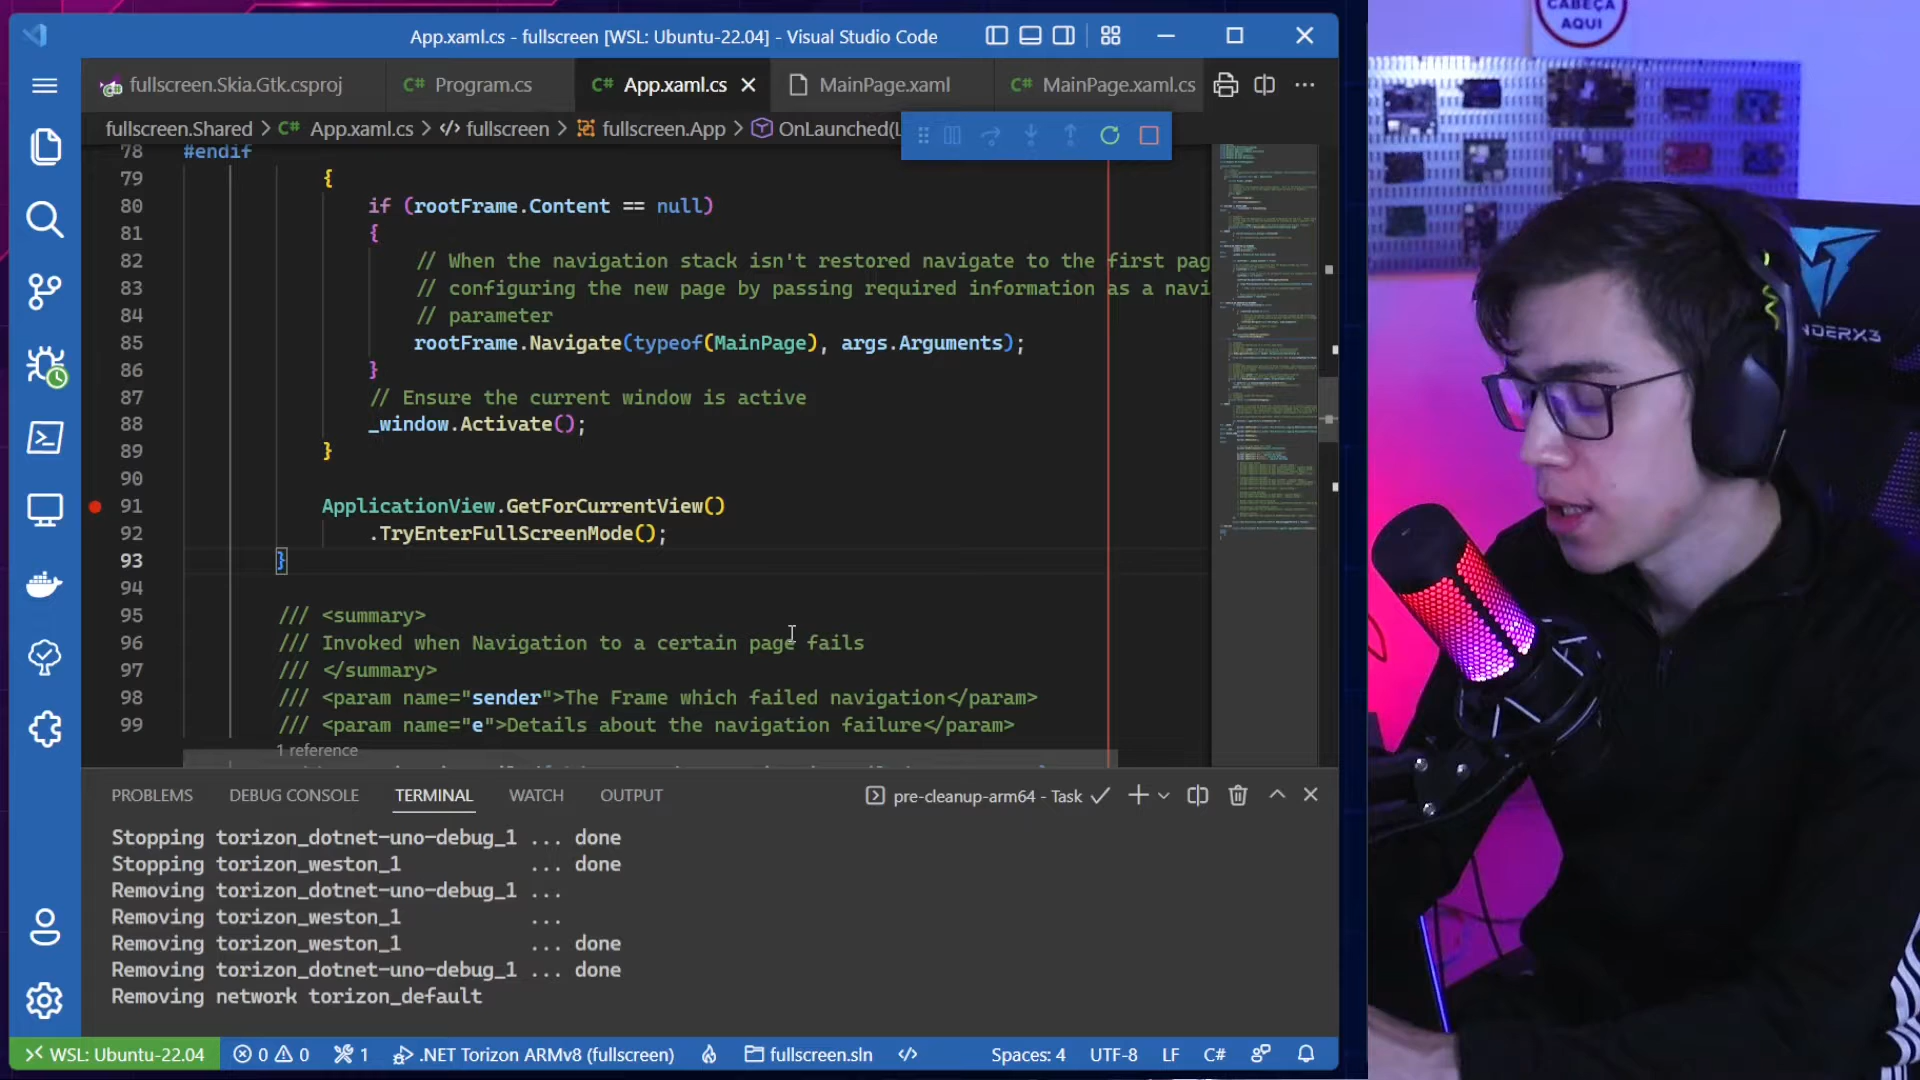 App.xaml.cs - fullscreen [WSL: Ubuntu-22.04] - Visual Studio Code
fullscreen.Skia.Gtk.csproj
C# Program.cs
C# App.xaml.cs
MainPage.xaml
C# MainPage.xaml.cs
fullscreen.Shared > C# App.xaml.cs > fullscreen > fullscreen.App > OnLaunched(
78 #endif
79 {
80 if (rootFrame.Content == null)
81 {
82 // When the navigation stack isn't restored navigate to the first pag
83 // configuring the new page by passing required information as a navi
84 // parameter
85 rootFrame.Navigate(typeof(MainPage), args.Arguments);
86 }
87 // Ensure the current window is active
88 _window.Activate();
89 }
90
91 ApplicationView.GetForCurrentView()
92 .TryEnterFullScreenMode();
93 }
94
95 /// <summary>
96 /// Invoked when Navigation to a certain page fails
97 /// </summary>
98 /// <param name="sender">The Frame which failed navigation</param>
99 /// <param name="e">Details about the navigation failure</param>
1 reference
PROBLEMS DEBUG CONSOLE TERMINAL WATCH OUTPUT
pre-cleanup-arm64 - Task
Stopping torizon_dotnet-uno-debug_1 ... done
Stopping torizon_weston_1 ... done
Removing torizon_dotnet-uno-debug_1 ...
Removing torizon_weston_1 ...
Removing torizon_weston_1 ... done
Removing torizon_dotnet-uno-debug_1 ... done
Removing network torizon_default
WSL: Ubuntu-22.04 0 0 1 .NET Torizon ARMv8 (fullscreen) fullscreen.sln Spaces: 4 UTF-8 LF C#
CABEÇA
AQUI